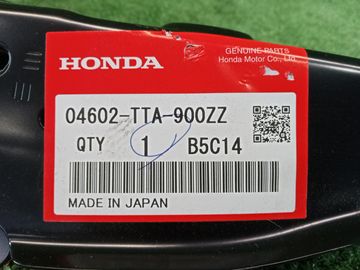 GENUINE PARTS
HONDA
Honda Motor Co., Ltd.
04602-TTA-900ZZ
QTY 1 B5C14
MADE IN JAPAN